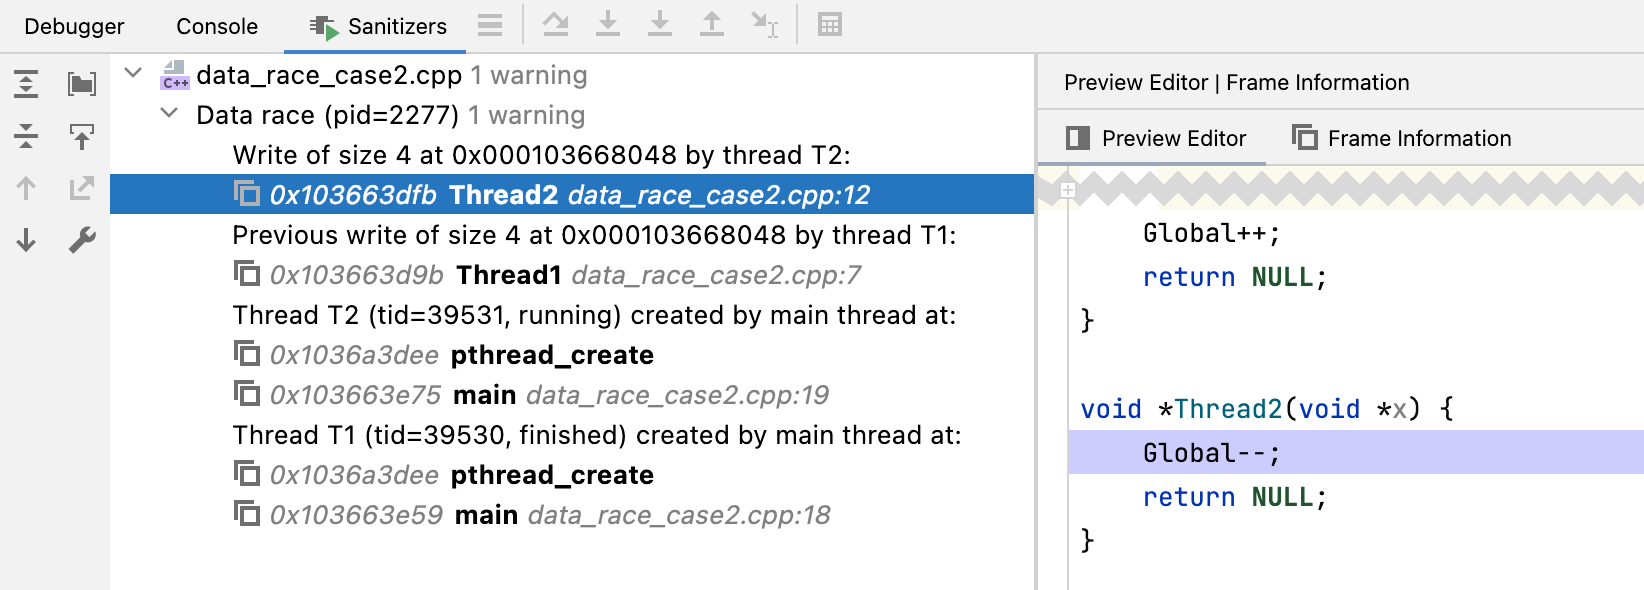 Debugger Console Sanitizers
C++ data_race_case2.cpp 1 warning
Data race (pid=2277) 1 warning
Write of size 4 at 0x000103668048 by thread T2:
0x103663dfb Thread2 data_race_case2.cpp:12
Previous write of size 4 at 0x000103668048 by thread T1:
0x103663d9b Thread1 data_race_case2.cpp:7
Thread T2 (tid=39531, running) created by main thread at:
0x1036a3dee pthread_create
0x103663e75 main data_race_case2.cpp:19
Thread T1 (tid=39530, finished) created by main thread at:
0x1036a3dee pthread_create
0x103663e59 main data_race_case2.cpp:18
Preview Editor | Frame Information
Preview Editor Frame Information
Global++;
return NULL;
}
void *Thread2(void *x) {
Global--;
return NULL;
}